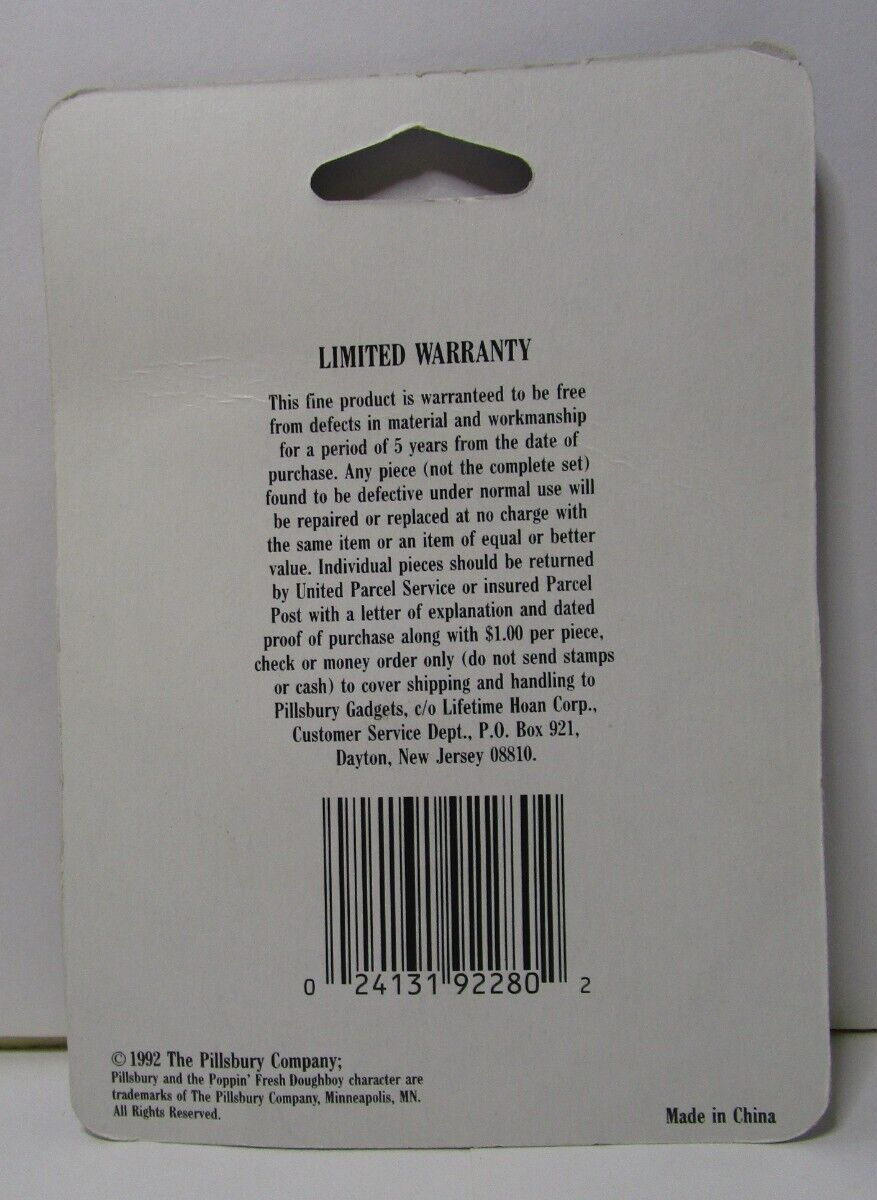 LIMITED WARRANTY
This fine product is warranteed to be free
from defects in material and workmanship
for a period of 5 years from the date of
purchase. Any piece (not the complete set)
found to be defective under normal use will
be repaired or replaced at no charge with
the same item or an item of equal or better
value. Individual pieces should be returned
by United Parcel Service or insured Parcel
Post with a letter of explanation and dated
proof of purchase along with $1.00 per piece,
check or money order only (do not send stamps
or cash) to cover shipping and handling to
Pillsbury Gadgets, c/o Lifetime Hoan Corp.,
Customer Service Dept., P.O. Box 921,
Dayton, New Jersey 08810.
0 24131 92280 2
© 1992 The Pillsbury Company;
Pillsbury and the Poppin' Fresh Doughboy character are
trademarks of The Pillsbury Company, Minneapolis, MN.
All Rights Reserved.
Made in China